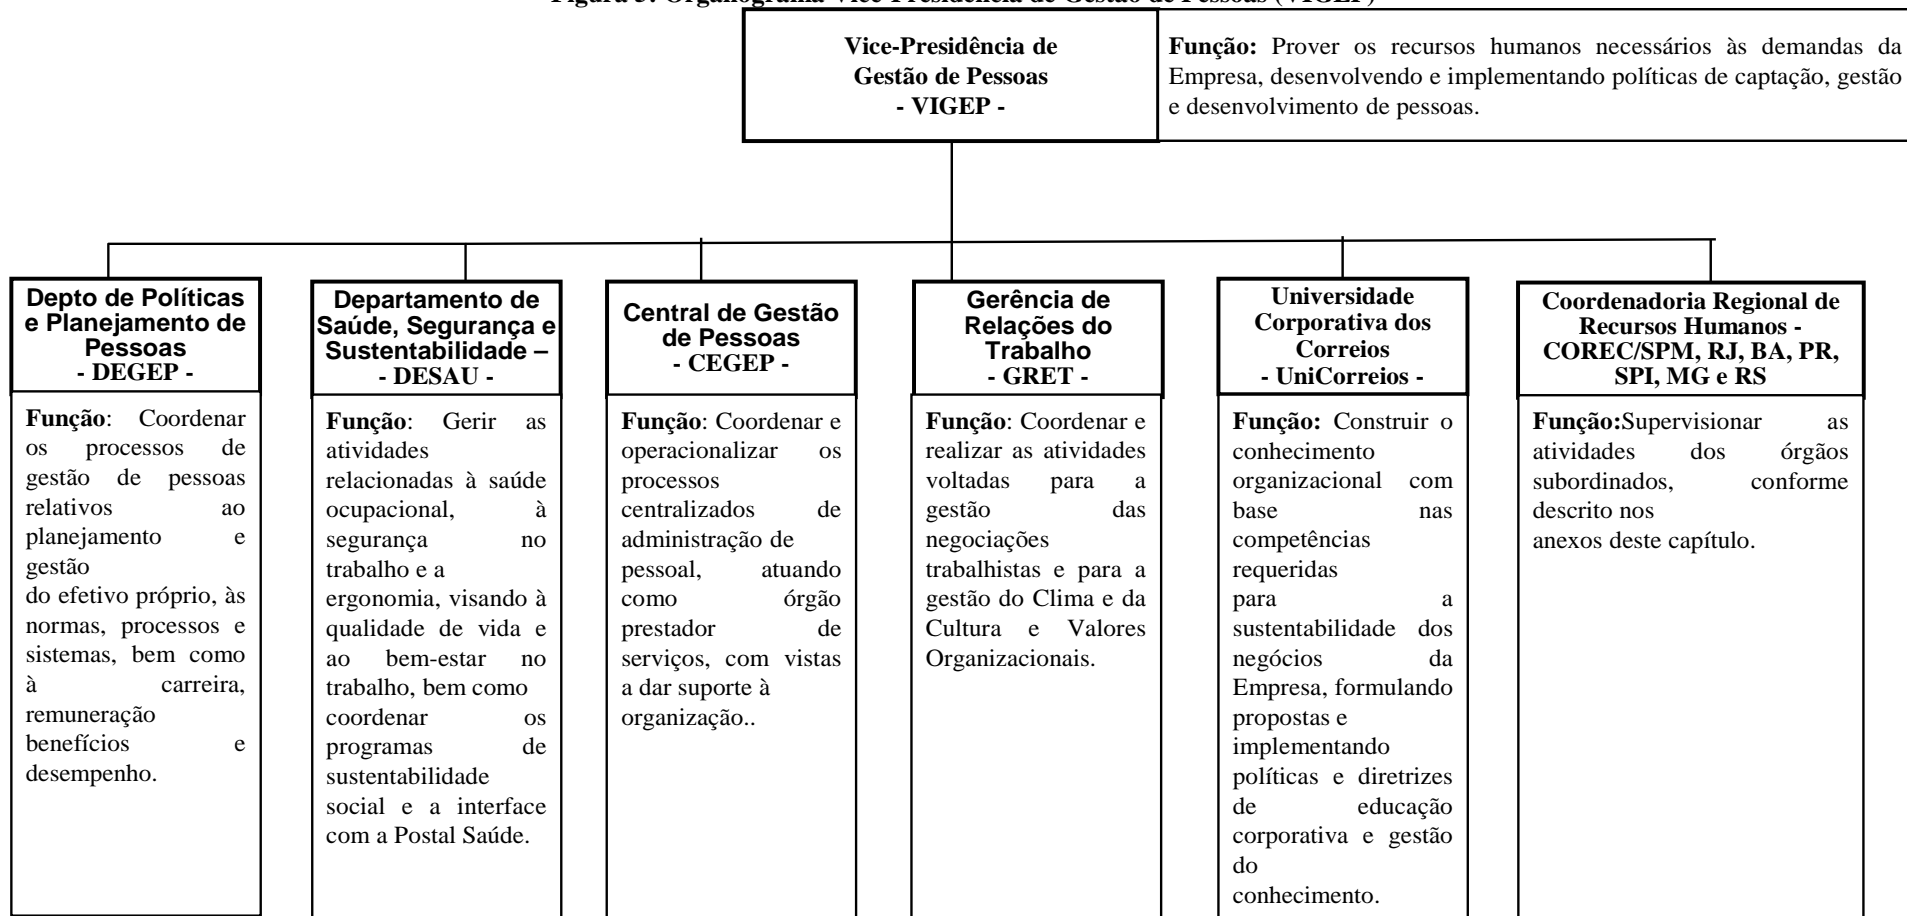 Figura 3: Organograma Vice-Presidência de Gestão de Pessoas (VIGEP)
Vice-Presidência de
Gestão de Pessoas
- VIGEP -
Função: Prover os recursos humanos necessários às demandas da
Empresa, desenvolvendo e implementando políticas de captação, gestão
e desenvolvimento de pessoas.
Depto de Políticas
e Planejamento de
Pessoas
- DEGEP -
Função: Coordenar
os processos de
gestão de pessoas
relativos ao
planejamento e
gestão
do efetivo próprio, às
normas, processos e
sistemas, bem como
à carreira,
remuneração
benefícios e
desempenho.
Departamento de
Saúde, Segurança e
Sustentabilidade –
- DESAU -
Função: Gerir as
atividades
relacionadas à saúde
ocupacional, à
segurança no
trabalho e a
ergonomia, visando à
qualidade de vida e
ao bem-estar no
trabalho, bem como
coordenar os
programas de
sustentabilidade
social e a interface
com a Postal Saúde.
Central de Gestão
de Pessoas
- CEGEP -
Função: Coordenar e
operacionalizar os
processos
centralizados de
administração de
pessoal, atuando
como órgão
prestador de
serviços, com vistas
a dar suporte à
organização..
Gerência de
Relações do
Trabalho
- GRET -
Função: Coordenar e
realizar as atividades
voltadas para a
gestão das
negociações
trabalhistas e para a
gestão do Clima e da
Cultura e Valores
Organizacionais.
Universidade
Corporativa dos
Correios
- UniCorreios -
Função: Construir o
conhecimento
organizacional com
base nas
competências
requeridas
para a
sustentabilidade dos
negócios da
Empresa, formulando
propostas e
implementando
políticas e diretrizes
de educação
corporativa e gestão
do
conhecimento.
Coordenadoria Regional de
Recursos Humanos -
COREC/SPM, RJ, BA, PR,
SPI, MG e RS
Função:Supervisionar as
atividades dos órgãos
subordinados, conforme
descrito nos
anexos deste capítulo.